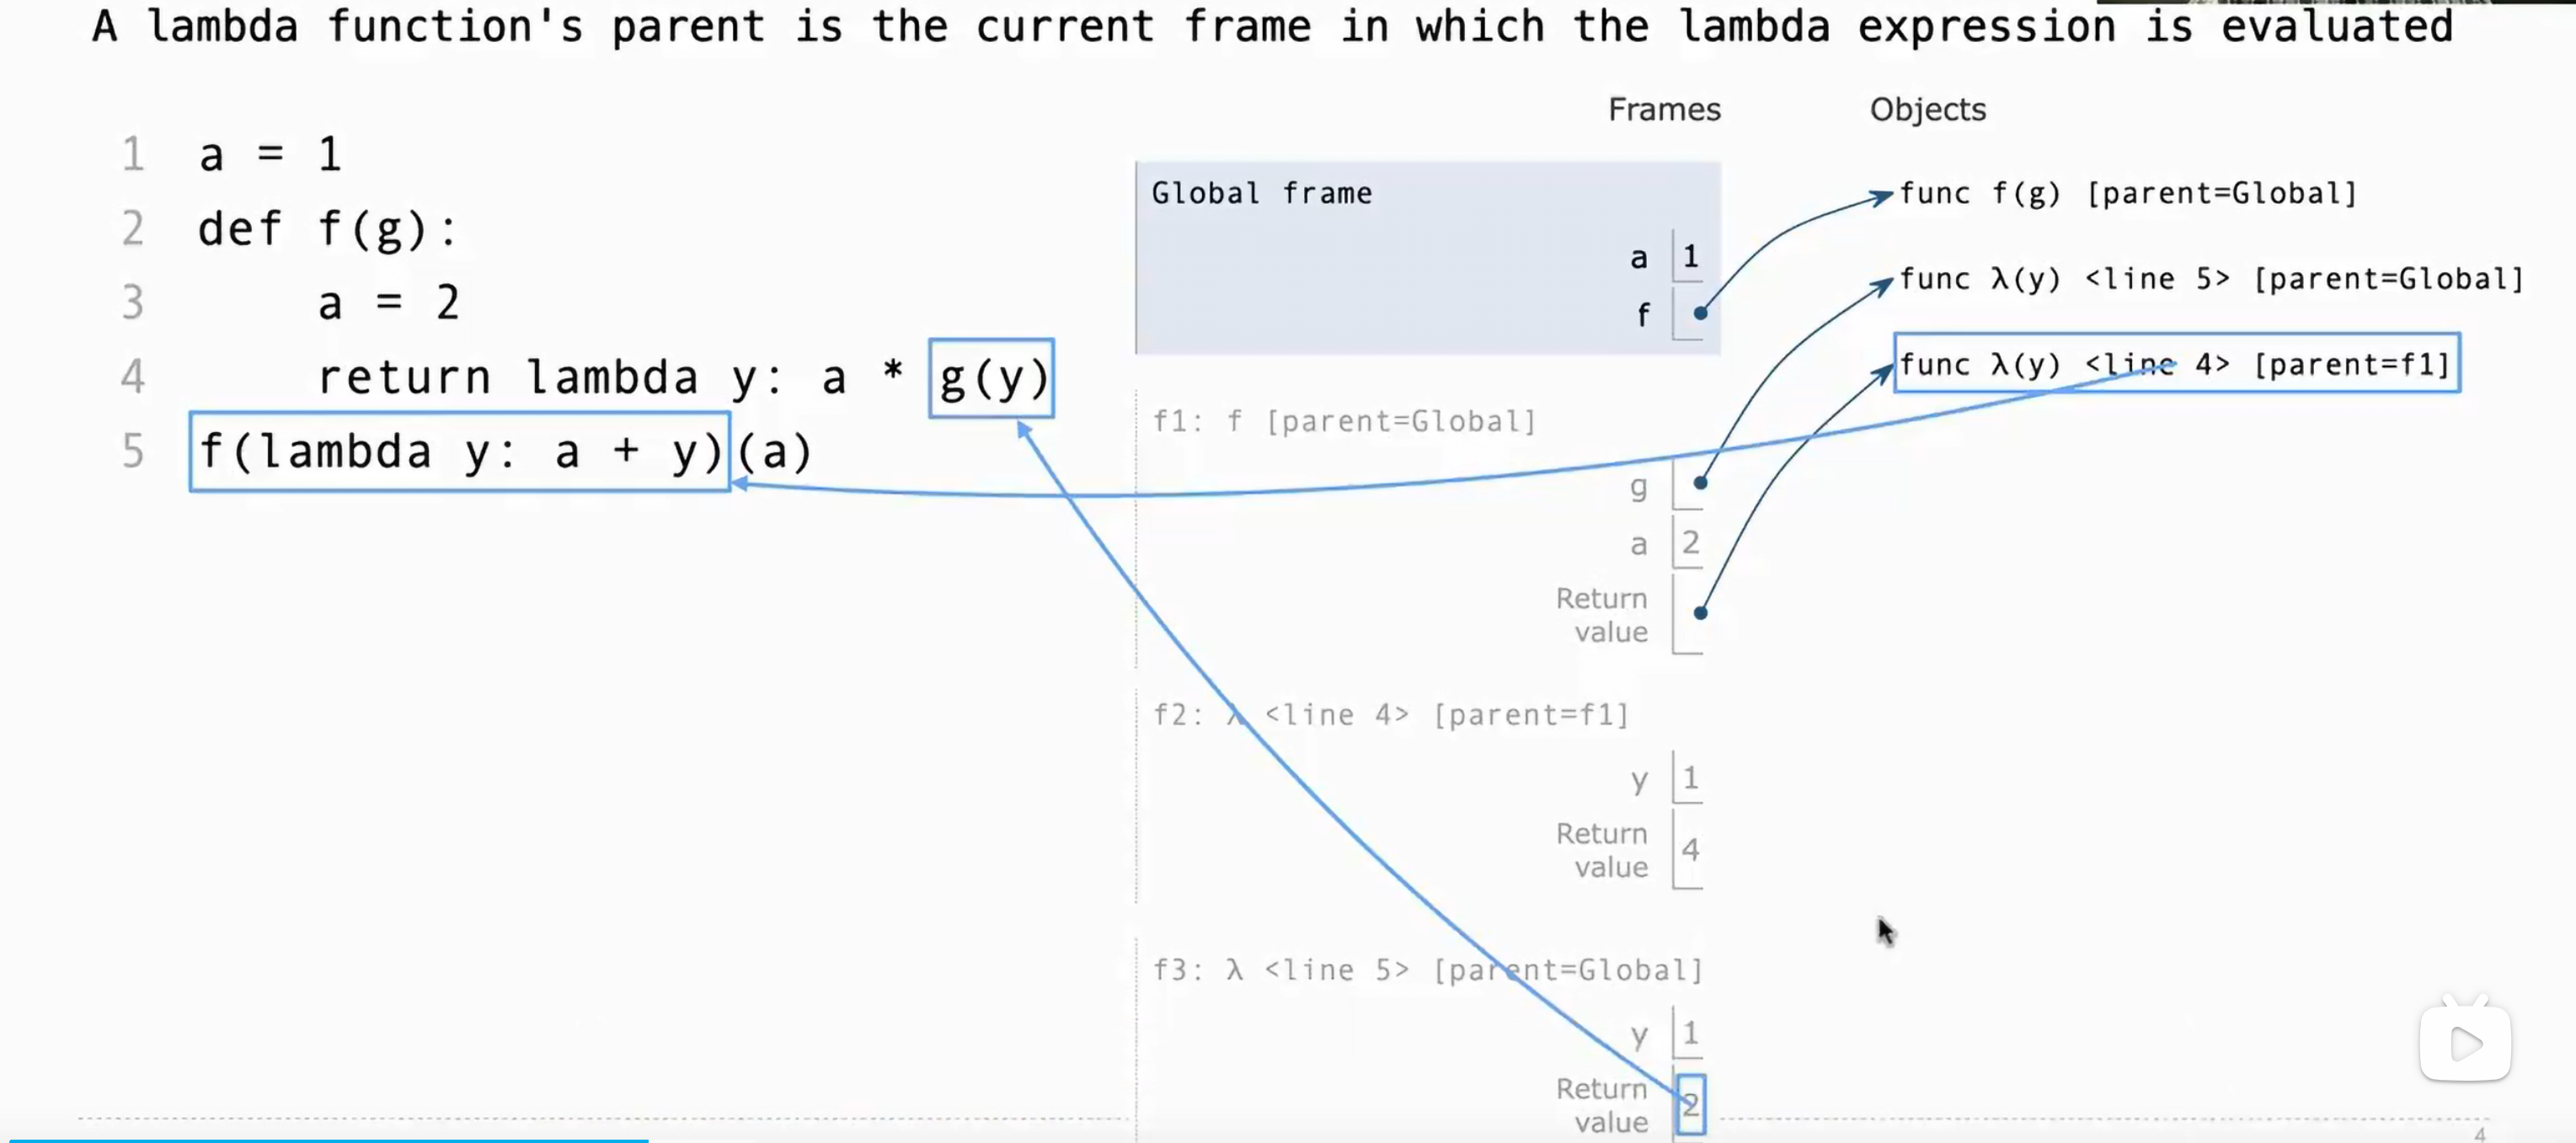 A lambda function's parent is the current frame in which the lambda expression is evaluated
1 a = 1
2 def f(g):
3     a = 2
4     return lambda y: a * g(y)
5 f(lambda y: a + y)(a)
Frames
Objects
Global frame
a 1
f
func f(g) [parent=Global]
func λ(y) <line 5> [parent=Global]
func λ(y) <line 4> [parent=f1]
f1: f [parent=Global]
g
a 2
Return
value
f2: λ <line 4> [parent=f1]
y 1
Return
value 4
f3: λ <line 5> [parent=Global]
y 1
Return
value 2
4